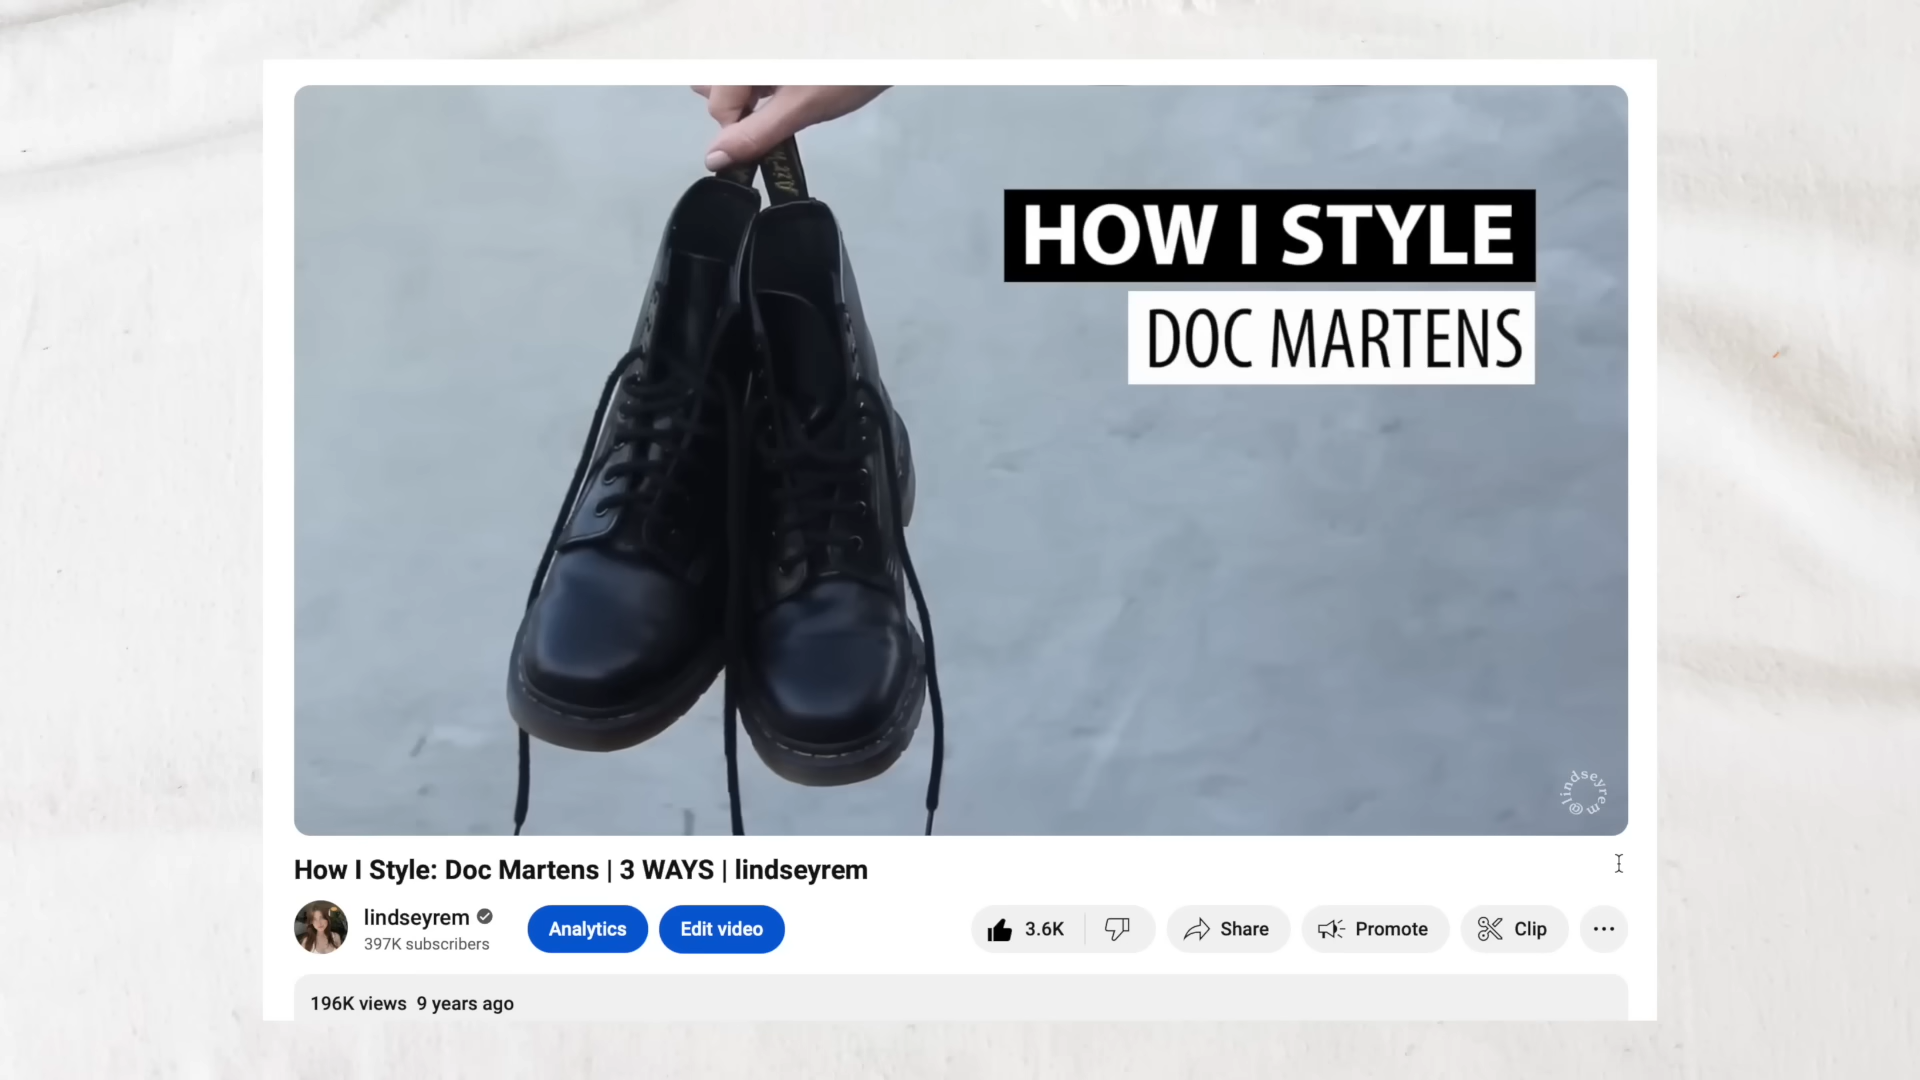 HOW I STYLE
DOC MARTENS
@lindseyrem
How I Style: Doc Martens | 3 WAYS | lindseyrem
lindseyrem
397K subscribers
Analytics
Edit video
3.6K
Share
Promote
Clip
196K views 9 years ago